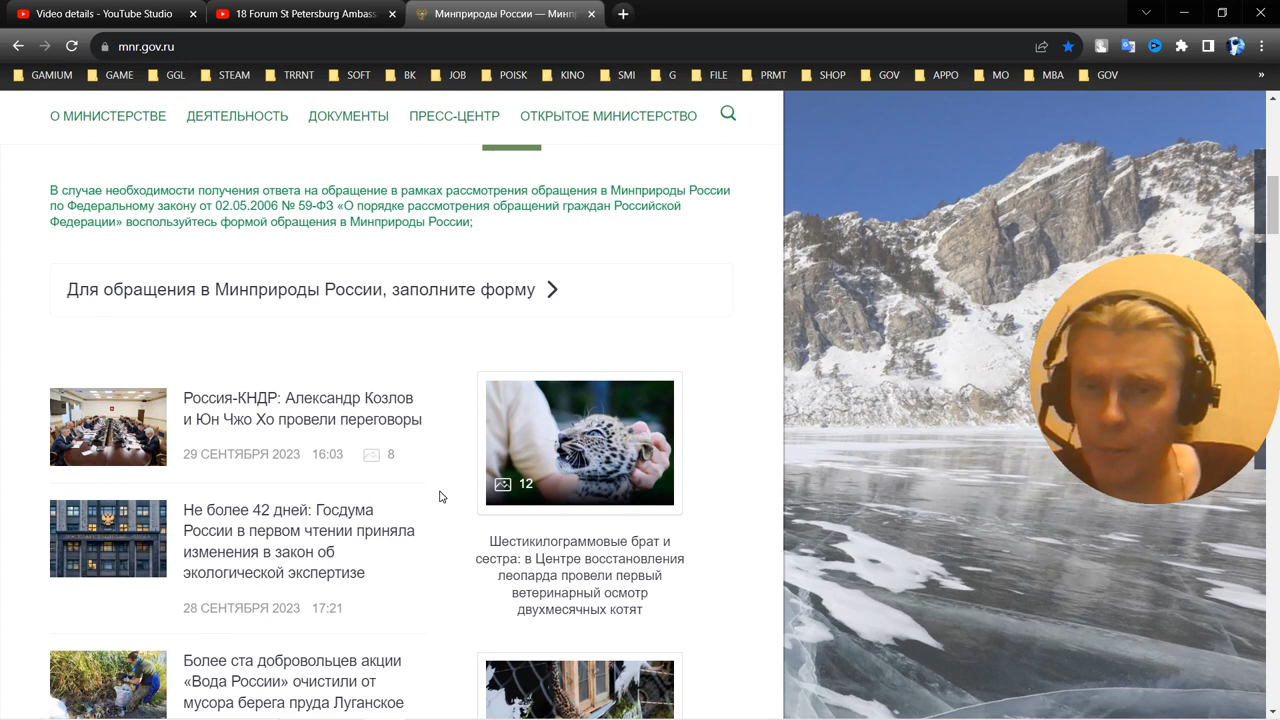 Video details - YouTube Studio
18 Forum St Petersburg Ambass
Минприроды России — Минпр
mnr.gov.ru
GAMIUM
GAME
GGL
STEAM
TRRNT
SOFT
BK
JOB
POISK
KINO
SMI
G
FILE
PRMT
SHOP
GOV
APPO
MO
MBA
GOV
»
О МИНИСТЕРСТВЕ
ДЕЯТЕЛЬНОСТЬ
ДОКУМЕНТЫ
ПРЕСС-ЦЕНТР
ОТКРЫТОЕ МИНИСТЕРСТВО
В случае необходимости получения ответа на обращение в рамках рассмотрения обращения в Минприроды России
по Федеральному закону от 02.05.2006 № 59-ФЗ «О порядке рассмотрения обращений граждан Российской
Федерации» воспользуйтесь формой обращения в Минприроды России;
Для обращения в Минприроды России, заполните форму
Россия-КНДР: Александр Козлов
и Юн Чжо Хо провели переговоры
29 СЕНТЯБРЯ 2023 16:03 8
Не более 42 дней: Госдума
России в первом чтении приняла
изменения в закон об
экологической экспертизе
28 СЕНТЯБРЯ 2023 17:21
Более ста добровольцев акции
«Вода России» очистили от
мусора берега пруда Луганское
12
Шестикилограммовые брат и
сестра: в Центре восстановления
леопарда провели первый
ветеринарный осмотр
двухмесячных котят